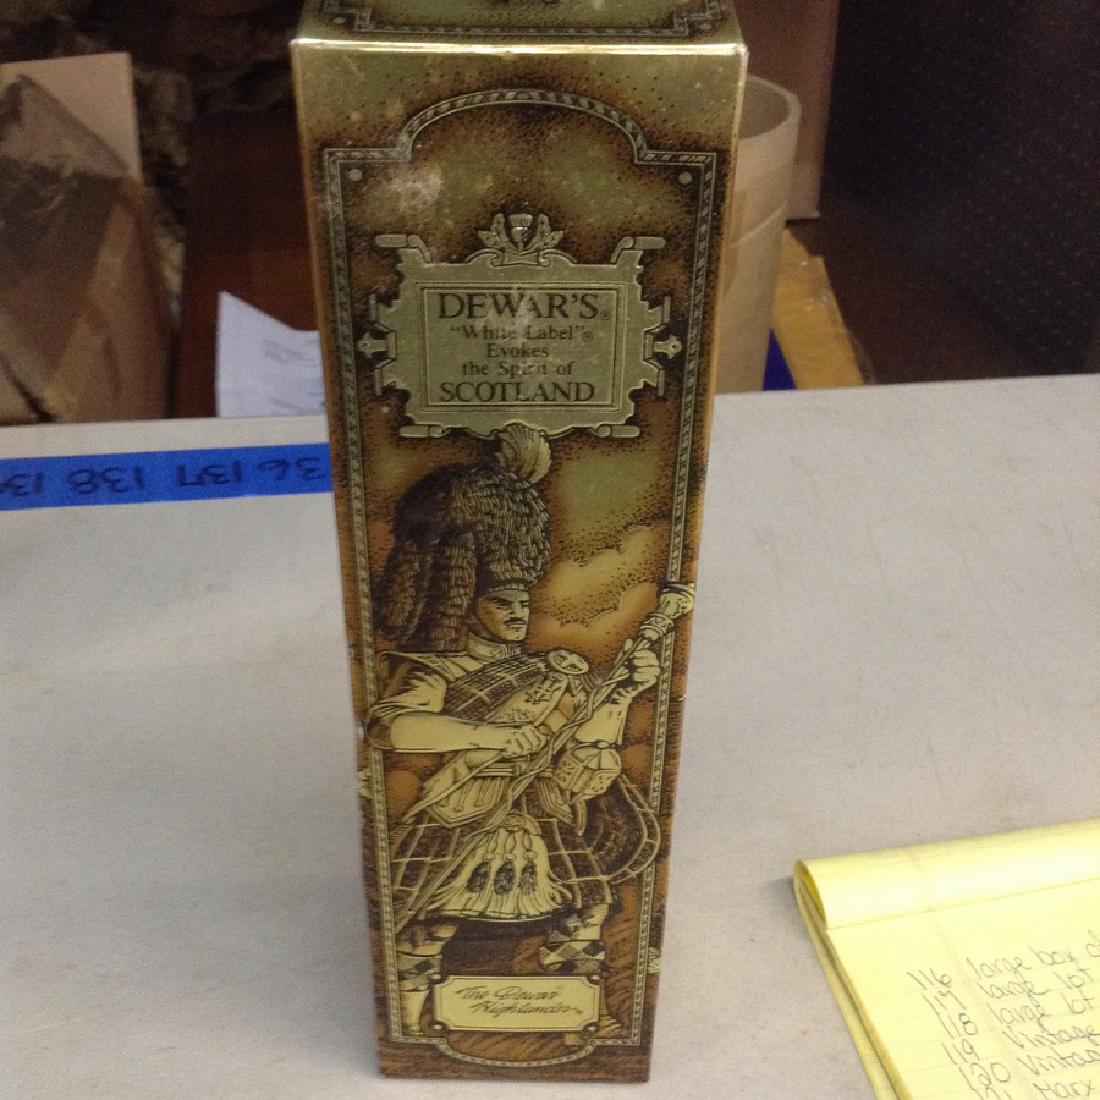 DEWAR'S®
"White Label"®
Evokes
the Spirit of
SCOTLAND
The Dewar
Highlander®
36 137 138 13
116 large box
117 large lot
118 large lot
119 Vintage
120 Vintage
Marx